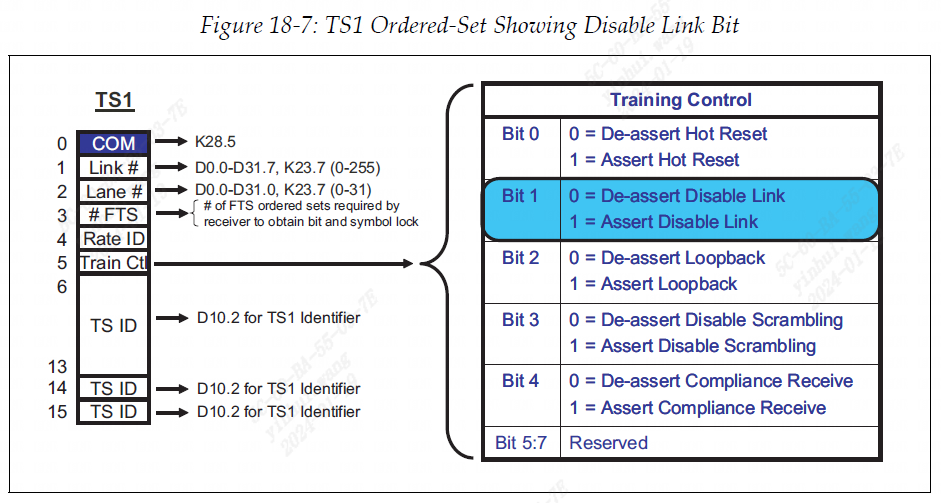 Figure 18-7: TS1 Ordered-Set Showing Disable Link Bit
TS1
0 COM K28.5
1 Link # D0.0-D31.7, K23.7 (0-255)
2 Lane # D0.0-D31.0, K23.7 (0-31)
3 # FTS # of FTS ordered sets required by
receiver to obtain bit and symbol lock
4 Rate ID
5 Train Ctl
6
TS ID D10.2 for TS1 Identifier
13
14 TS ID D10.2 for TS1 Identifier
15 TS ID D10.2 for TS1 Identifier
Training Control
Bit 0 0 = De-assert Hot Reset
1 = Assert Hot Reset
Bit 1 0 = De-assert Disable Link
1 = Assert Disable Link
Bit 2 0 = De-assert Loopback
1 = Assert Loopback
Bit 3 0 = De-assert Disable Scrambling
1 = Assert Disable Scrambling
Bit 4 0 = De-assert Compliance Receive
1 = Assert Compliance Receive
Bit 5:7 Reserved